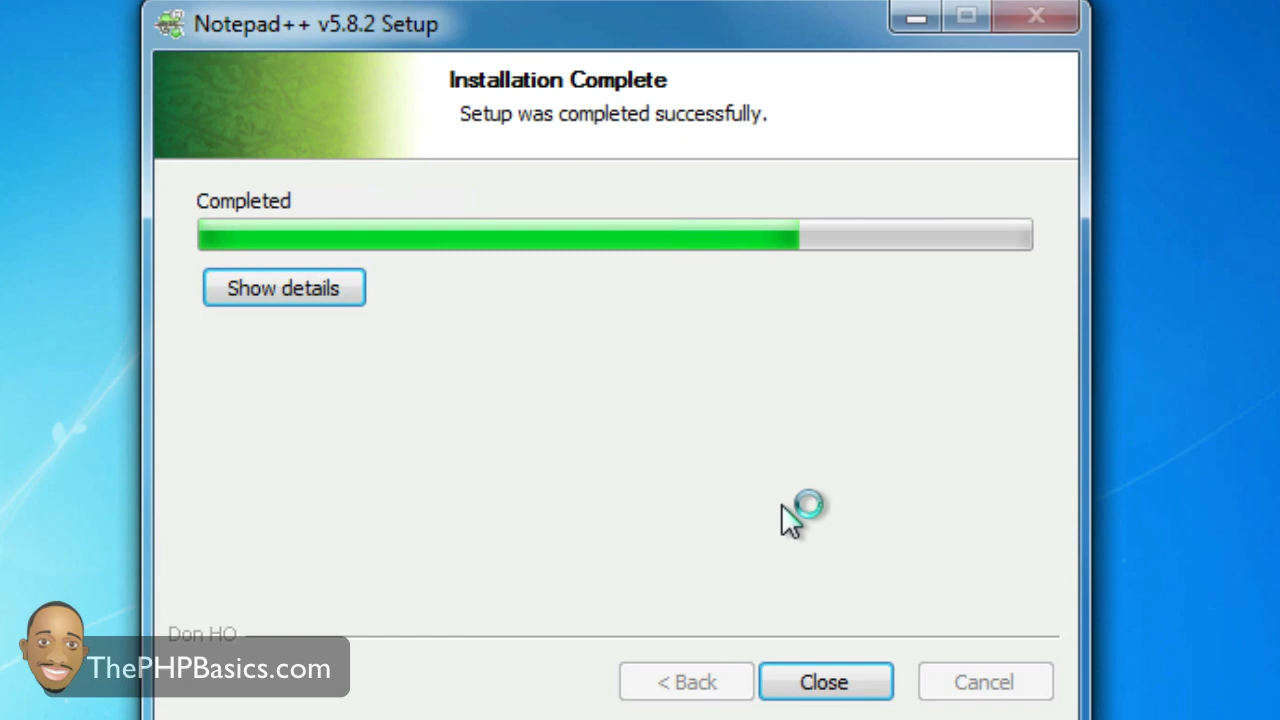 Notepad++ v5.8.2 Setup
Installation Complete
Setup was completed successfully.
Completed
Show details
Don HO
ThePHPBasics.com
< Back
Close
Cancel